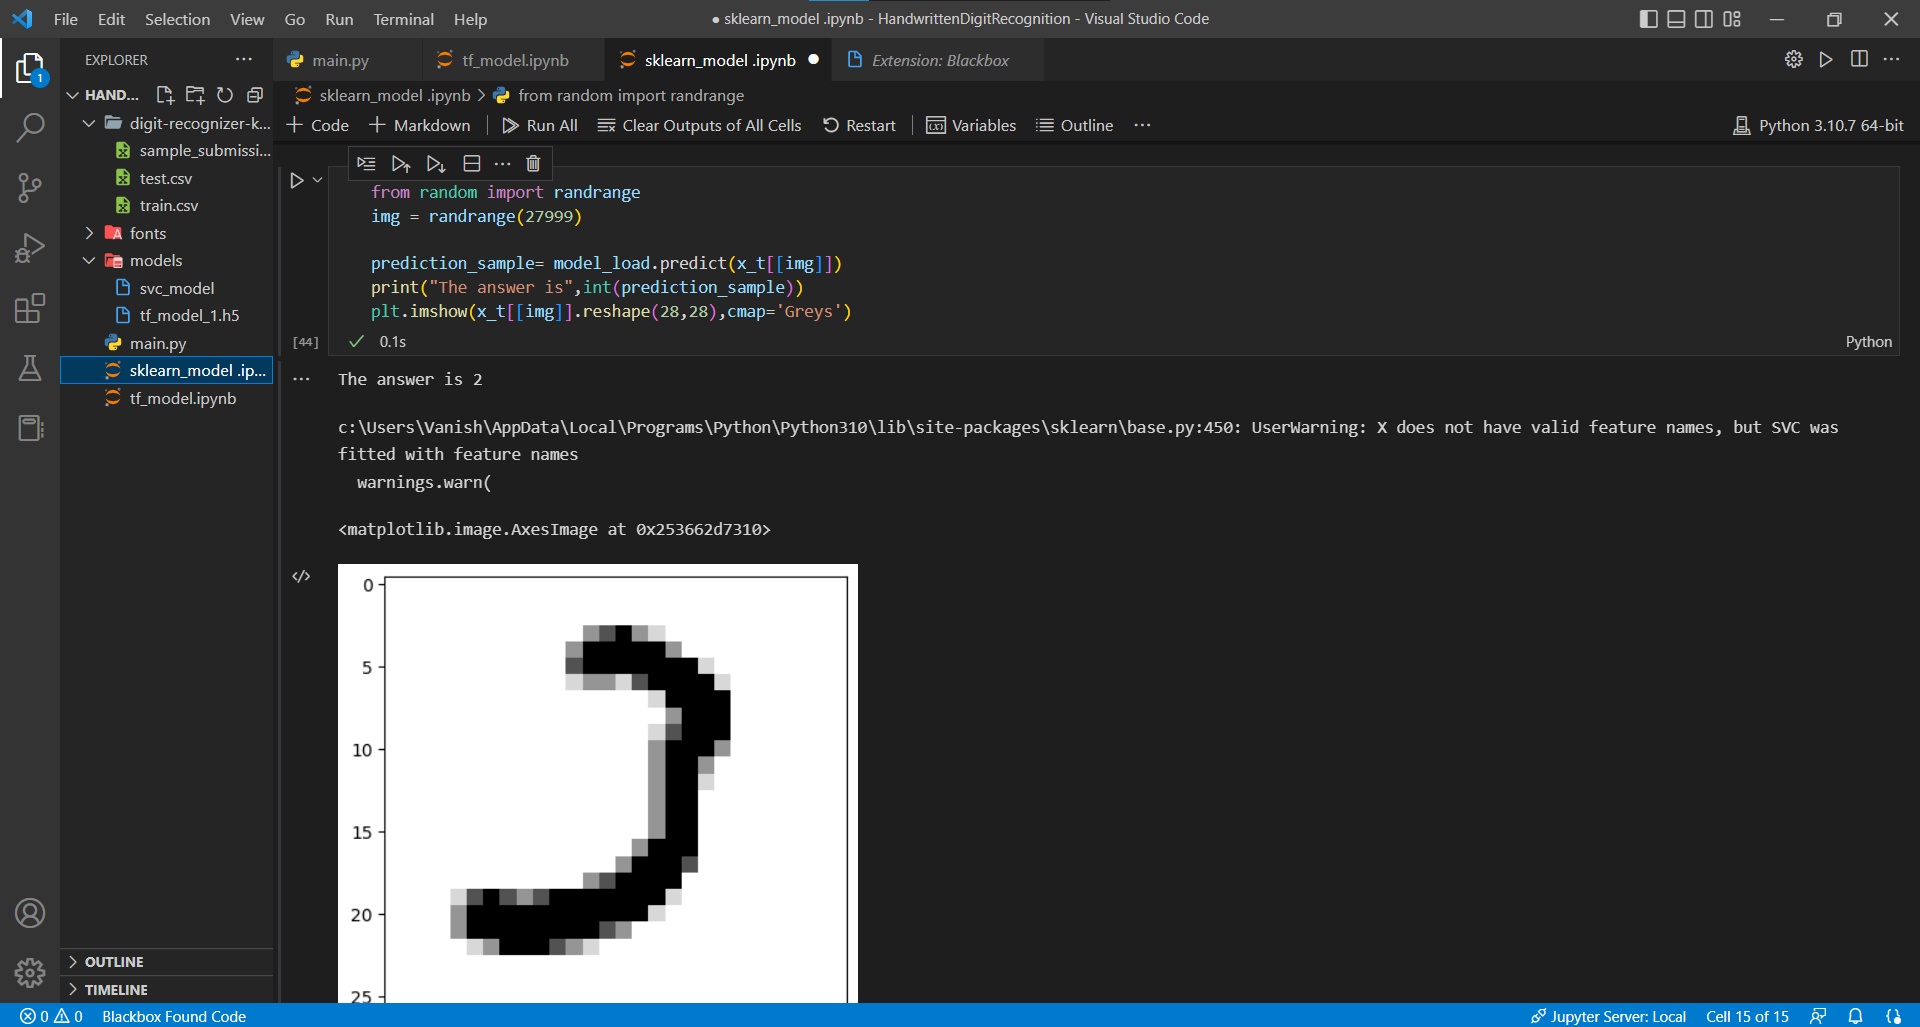 File Edit Selection View Go Run Terminal Help
● sklearn_model .ipynb - HandwrittenDigitRecognition - Visual Studio Code
EXPLORER
main.py
tf_model.ipynb
sklearn_model .ipynb
Extension: Blackbox
HAND...
sklearn_model .ipynb > from random import randrange
Code Markdown Run All Clear Outputs of All Cells Restart Variables Outline ...
Python 3.10.7 64-bit
digit-recognizer-k...
sample_submissi...
test.csv
train.csv
fonts
models
svc_model
tf_model_1.h5
main.py
sklearn_model .ip...
tf_model.ipynb
1
from random import randrange
img = randrange(27999)
prediction_sample= model_load.predict(x_t[[img]])
print("The answer is",int(prediction_sample))
plt.imshow(x_t[[img]].reshape(28,28),cmap='Greys')
[44] 0.1s
Python
The answer is 2
c:\Users\Vanish\AppData\Local\Programs\Python\Python310\lib\site-packages\sklearn\base.py:450: UserWarning: X does not have valid feature names, but SVC was
fitted with feature names
warnings.warn(
<matplotlib.image.AxesImage at 0x253662d7310>
0
5
10
15
20
25
OUTLINE
TIMELINE
0 0 Blackbox Found Code
Jupyter Server: Local Cell 15 of 15